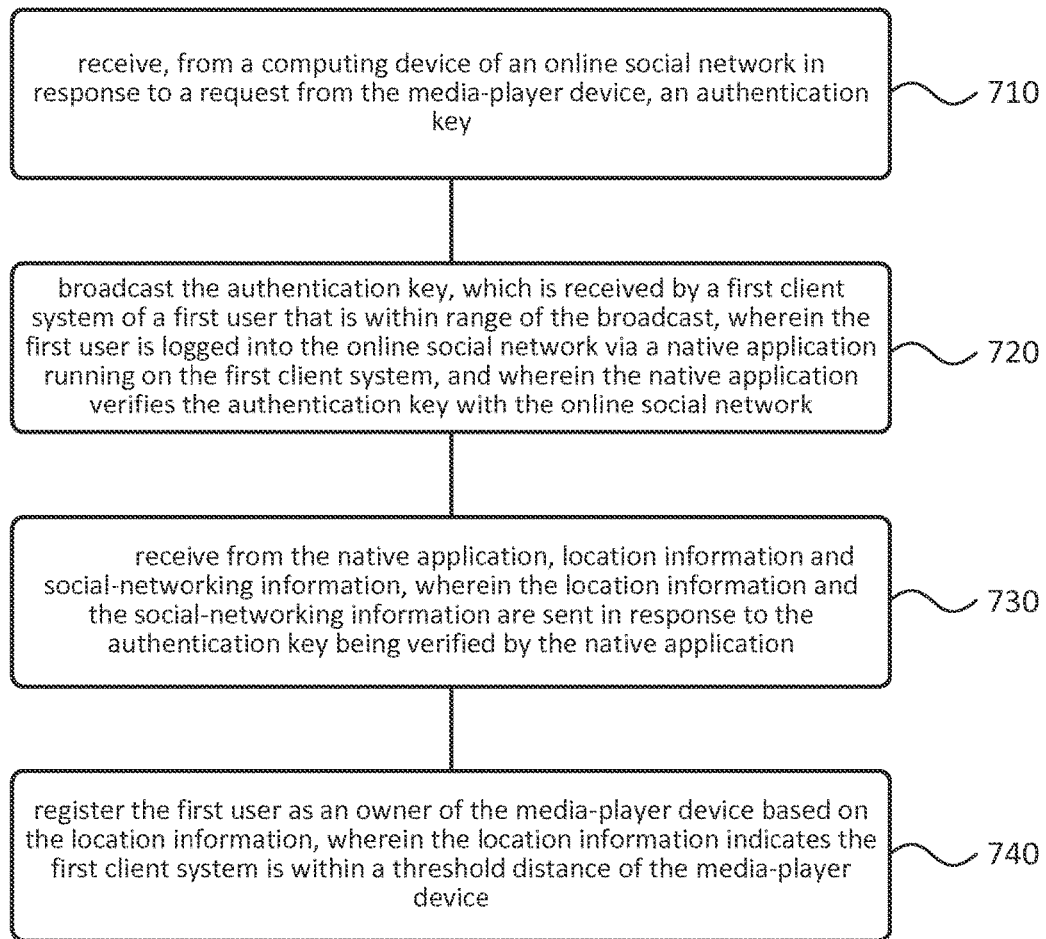 receive, from a computing device of an online social network in
response to a request from the media-player device, an authentication
key
710
broadcast the authentication key, which is received by a first client
system of a first user that is within range of the broadcast, wherein the
first user is logged into the online social network via a native application
running on the first client system, and wherein the native application
verifies the authentication key with the online social network
720
receive from the native application, location information and
social-networking information, wherein the location information and
the social-networking information are sent in response to the
authentication key being verified by the native application
730
register the first user as an owner of the media-player device based on
the location information, wherein the location information indicates the
first client system is within a threshold distance of the media-player
device
740